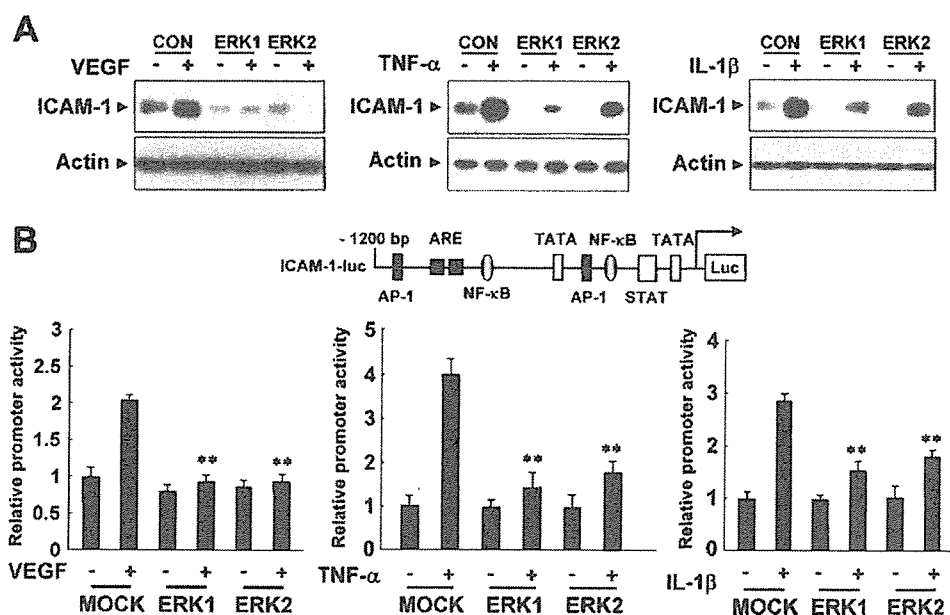 A
CON ERK1 ERK2
VEGF - + - + - +
ICAM-1
Actin
CON ERK1 ERK2
TNF-α - + - + - +
ICAM-1
Actin
CON ERK1 ERK2
IL-1β - + - + - +
ICAM-1
Actin
B
- 1200 bp ARE TATA NF-κB TATA
ICAM-1-luc Luc
AP-1 NF-κB AP-1 STAT
Relative promoter activity
3
2.5
2
1.5
1
0.5
0
** **
VEGF - + - + - +
MOCK ERK1 ERK2
Relative promoter activity
5
4
3
2
1
0
** **
TNF-α - + - + - +
MOCK ERK1 ERK2
Relative promoter activity
4
3
2
1
0
** **
IL-1β - + - + - +
MOCK ERK1 ERK2